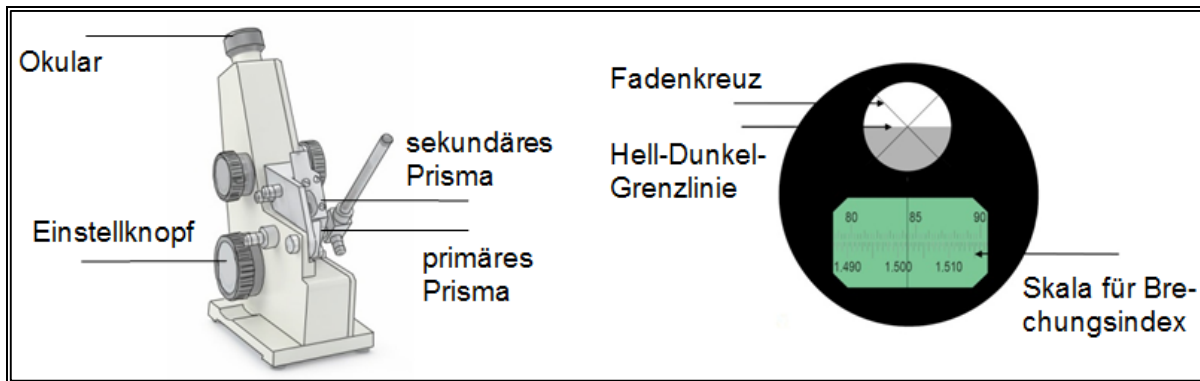 Okular
sekundäres
Prisma
Einstellknopf
primäres
Prisma
Fadenkreuz
Hell-Dunkel-
Grenzlinie
80 85 90
1.490 1.500 1.510
Skala für Bre-
chungsindex